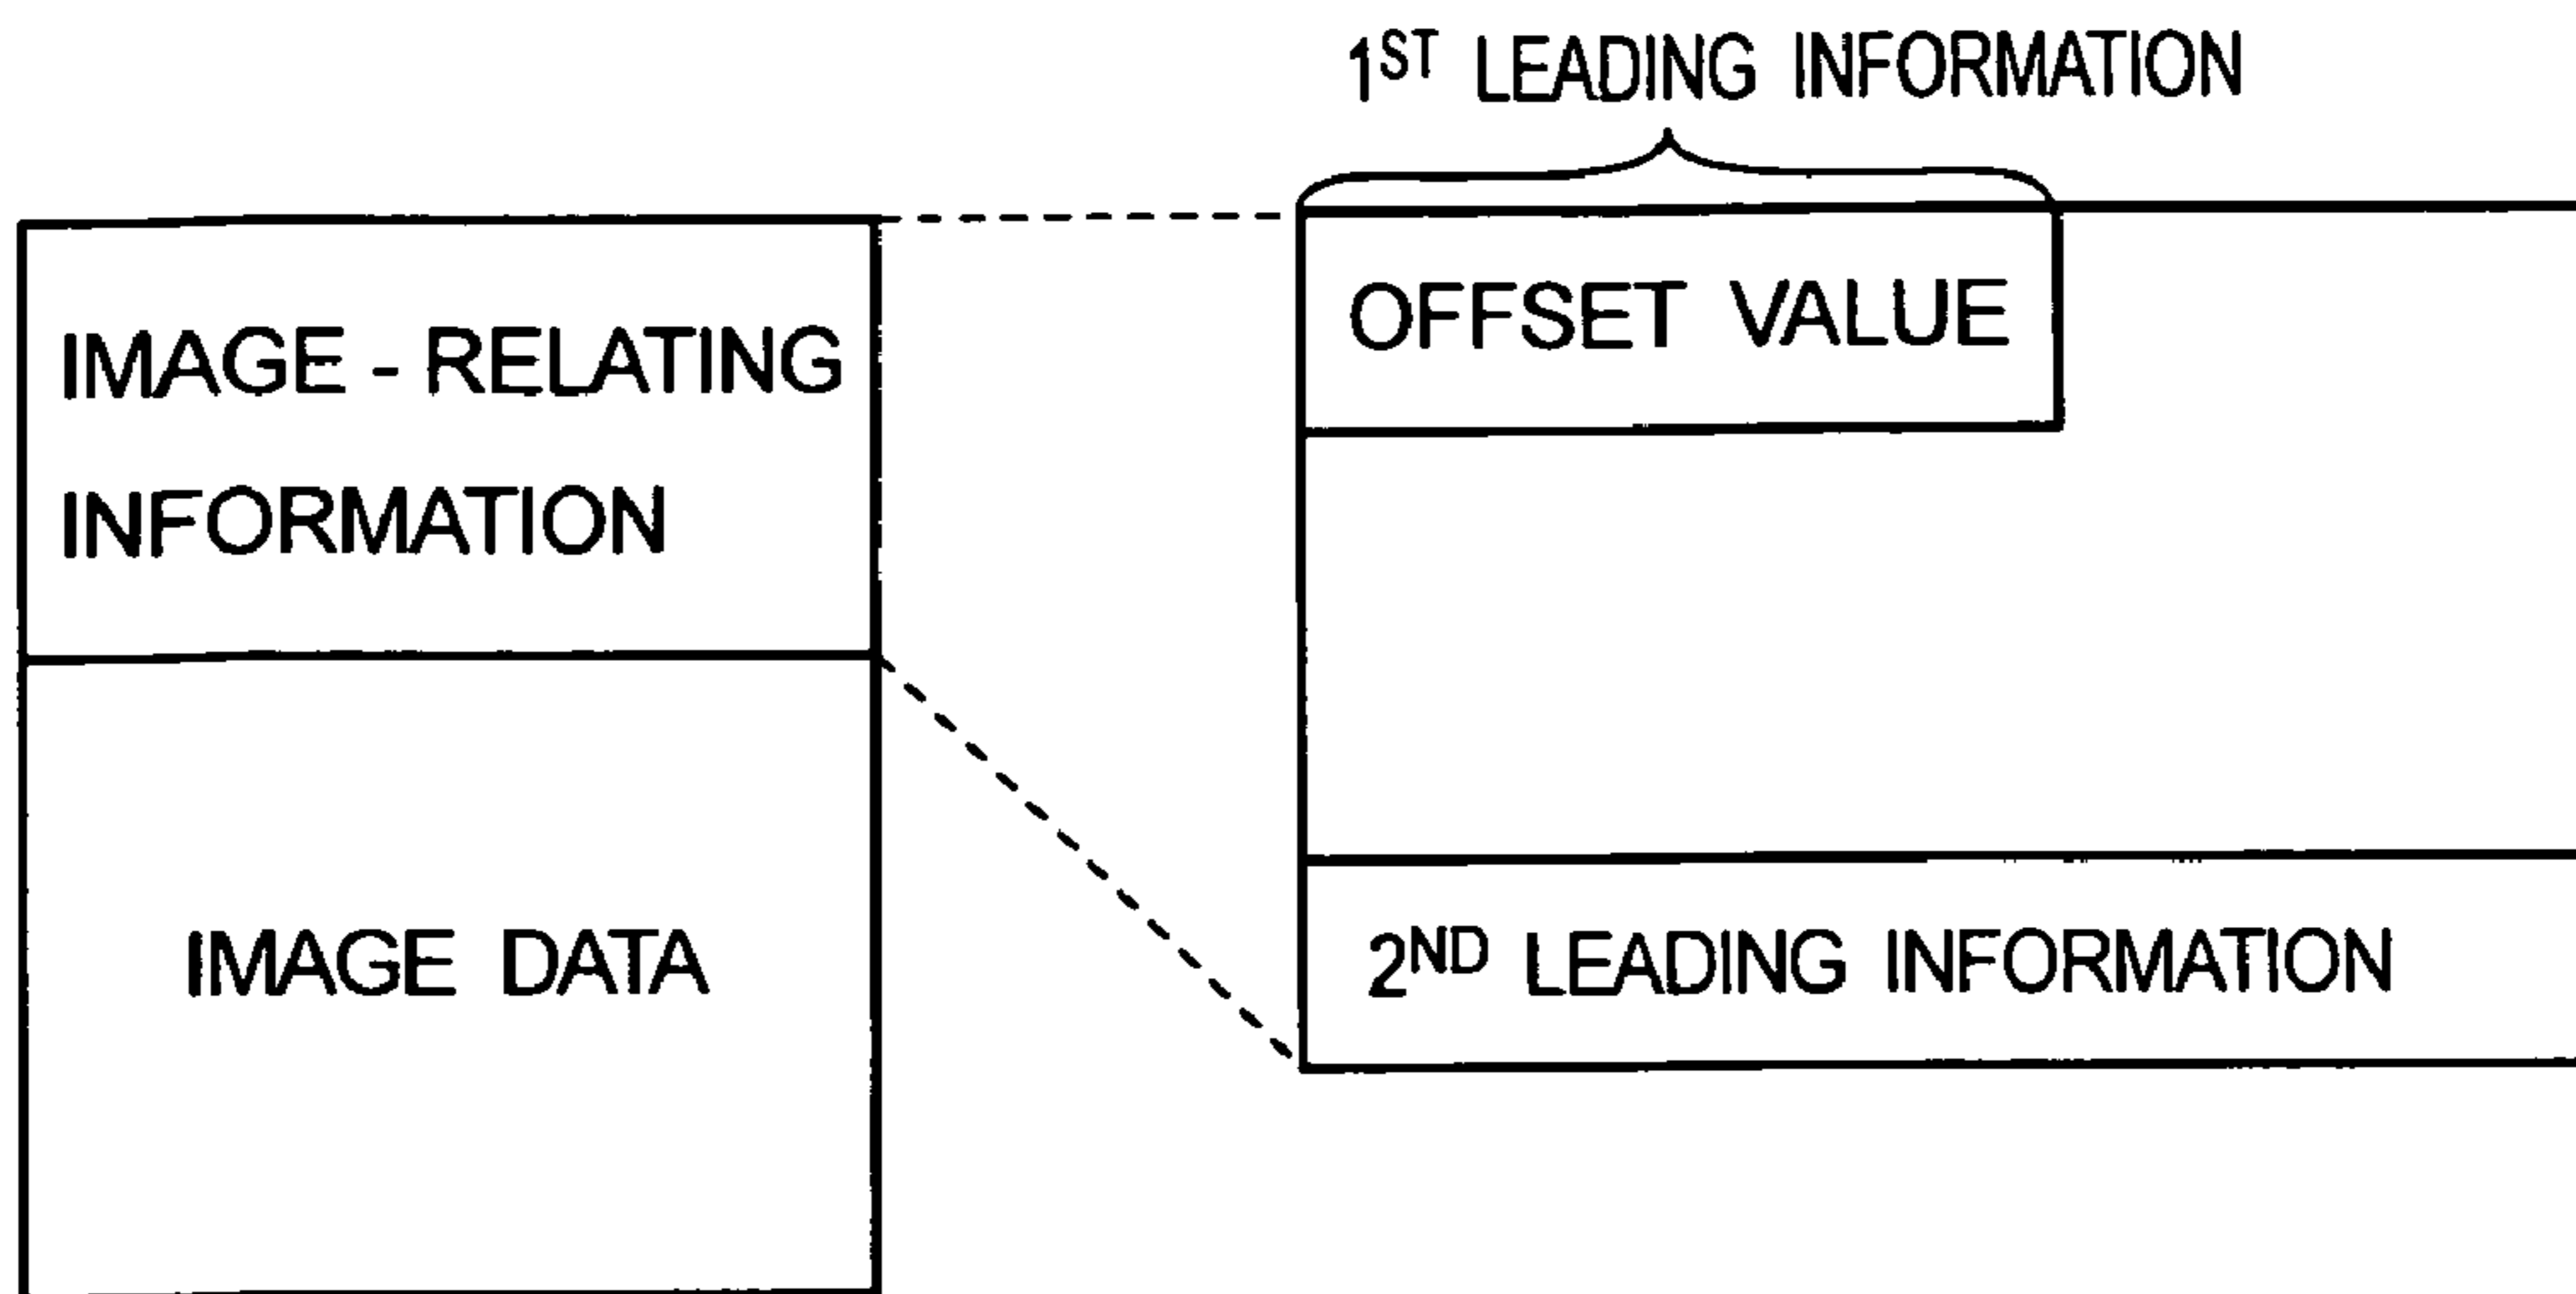 1ST LEADING INFORMATION
OFFSET VALUE
IMAGE - RELATING
INFORMATION
IMAGE DATA
2ND LEADING INFORMATION